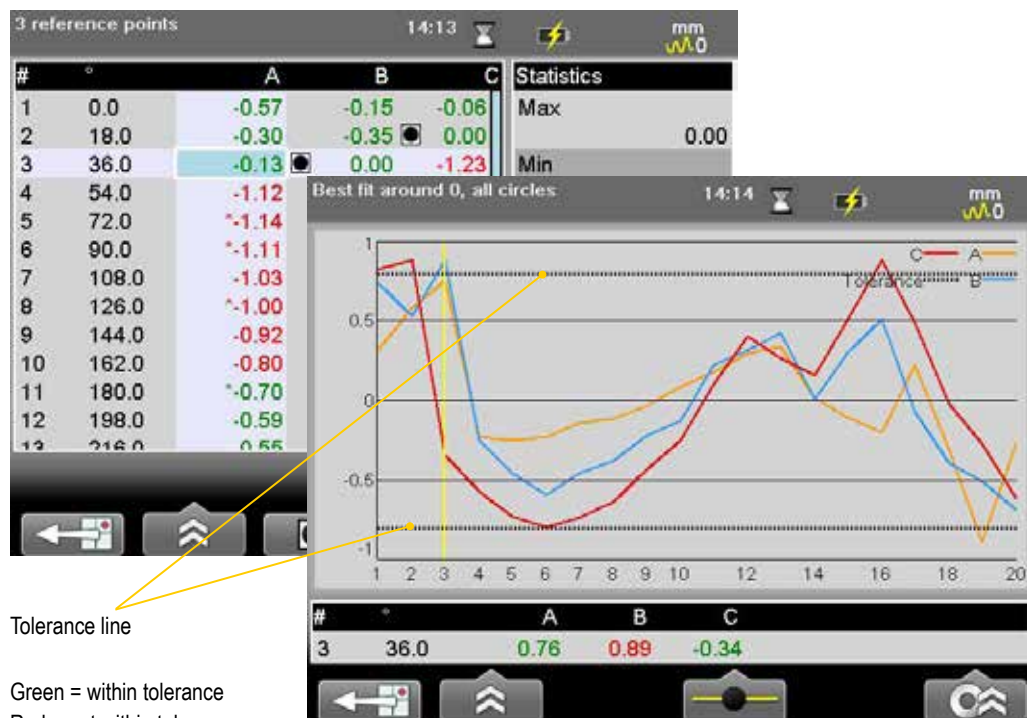 3 reference points 14:13 mm 0
# ° A B C Statistics
1 0.0 -0.57 -0.15 -0.06 Max
2 18.0 -0.30 -0.35 0.00 0.00
3 36.0 -0.13 0.00 -1.23 Min
4 54.0 -1.12
5 72.0 -1.14
6 90.0 -1.11
7 108.0 -1.03
8 126.0 -1.00
9 144.0 -0.92
10 162.0 -0.80
11 180.0 -0.70
12 198.0 -0.59
13 216.0 0.55
Best fit around 0, all circles 14:14 mm 0
C A
Tolerance B
1
0.5
0
-0.5
-1
1 2 3 4 5 6 7 8 9 10 12 14 16 18 20
# ° A B C
3 36.0 0.76 0.89 -0.34
Tolerance line
Green = within tolerance